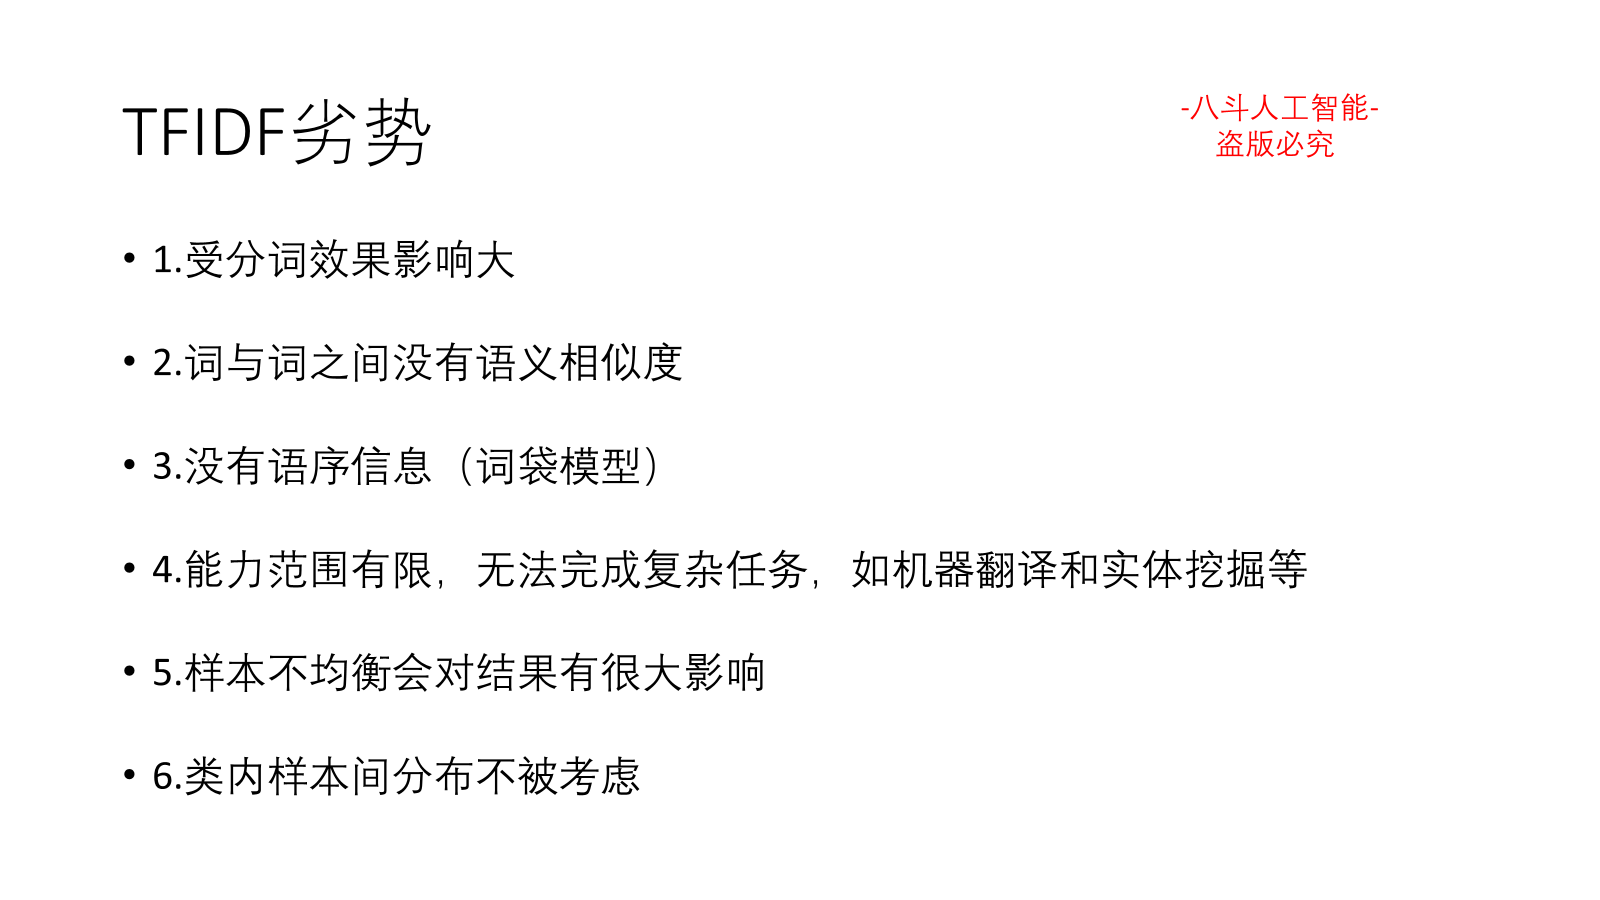 TFIDF劣势
-八斗人工智能-
盗版必究
• 1.受分词效果影响大
• 2.词与词之间没有语义相似度
• 3.没有语序信息（词袋模型）
• 4.能力范围有限，无法完成复杂任务，如机器翻译和实体挖掘等
• 5.样本不均衡会对结果有很大影响
• 6.类内样本间分布不被考虑